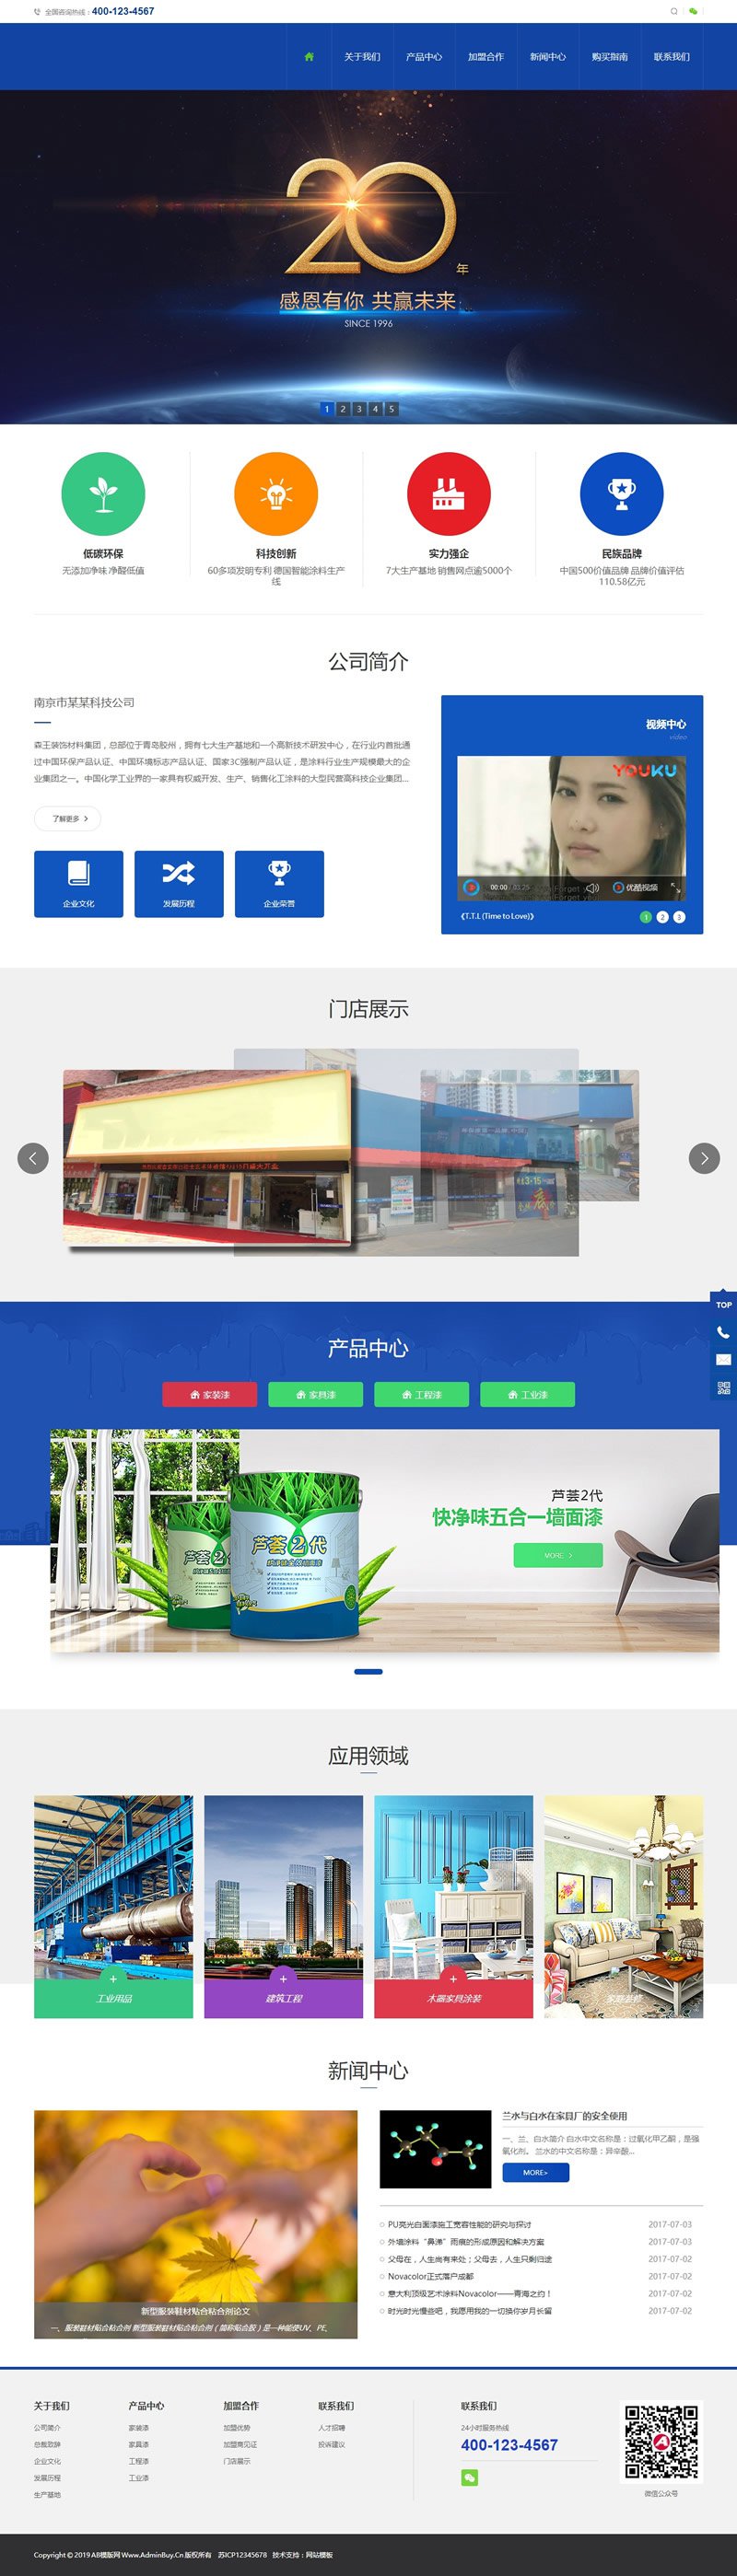 全国咨询热线：400-123-4567
关于我们 产品中心 加盟合作 新闻中心 购买指南 联系我们
20年
感恩有你 共赢未来
SINCE 1996
1 2 3 4 5
低碳环保
无添加净味 净醛低值
科技创新
60多项发明专利 德国智能涂料生产
线
实力强企
7大生产基地 销售网点逾5000个
民族品牌
中国500价值品牌 品牌价值评估
110.58亿元
公司简介
南京市某某科技公司
森王装饰材料集团，总部位于青岛胶州，拥有七大生产基地和一个高新技术研发中心，在行业内首批通
过中国环保产品认证、中国环境标志产品认证、国家3C强制产品认证，是涂料行业生产规模最大的企
业集团之一。中国化学工业界的一家具有权威开发、生产、销售化工涂料的大型民营高科技企业集团...
了解更多
企业文化 发展历程 企业荣誉
视频中心
video
YOUKU
00:00 / 03:25
优酷视频
《T.T.L (Time to Love)》
1 2 3
门店展示
TOP
产品中心
家装漆 家具漆 工程漆 工业漆
芦荟2代
芦荟2代
芦荟2代
快净味五合一墙面漆
MORE
应用领域
工业用品
建筑工程
木器家具涂装
家庭装修
新闻中心
新型服装鞋材贴合粘合剂论文
一、服装鞋材贴合粘合剂 新型服装鞋材贴合粘合剂（简称贴合胶）是一种能使UV、PE、
兰水与白水在家具厂的安全使用
一、兰、白水简介 白水中文名称是：过氧化甲乙酮，是强
氧化剂。 兰水的中文名称是：异辛酸...
MORE>
PU亮光白面漆施工宽容性能的研究与探讨 2017-07-03
外墙涂料“鼻涕”雨痕的形成原因和解决方案 2017-07-03
父母在，人生尚有来处；父母去，人生只剩归途 2017-07-02
Novacolor正式落户成都 2017-07-02
意大利顶级艺术涂料Novacolor——青海之约！ 2017-07-02
时光时光慢些吧，我愿用我的一切换你岁月长留 2017-07-02
关于我们
公司简介
总裁致辞
企业文化
发展历程
生产基地
产品中心
家装漆
家具漆
工程漆
工业漆
加盟合作
加盟优势
加盟商见证
门店展示
联系我们
人才招聘
投诉建议
联系我们
24小时服务热线
400-123-4567
微信公众号
Copyright © 2019 AB模版网 Www.AdminBuy.Cn 版权所有 苏ICP12345678 技术支持：网站模板